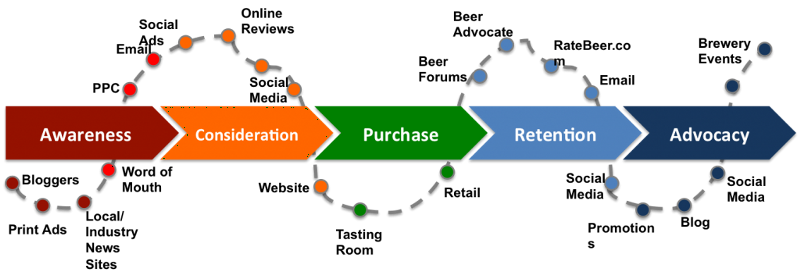 Social
Ads
Online
Reviews
Email
PPC
Social
Media
Beer
Advocate
Beer
Forums
RateBeer.co
m
Email
Brewery
Events
Awareness
Consideration
Purchase
Retention
Advocacy
Bloggers
Print Ads
Local/
Industry
News
Sites
Word of
Mouth
Website
Tasting
Room
Retail
Social
Media
Promotion
s
Blog
Social
Media